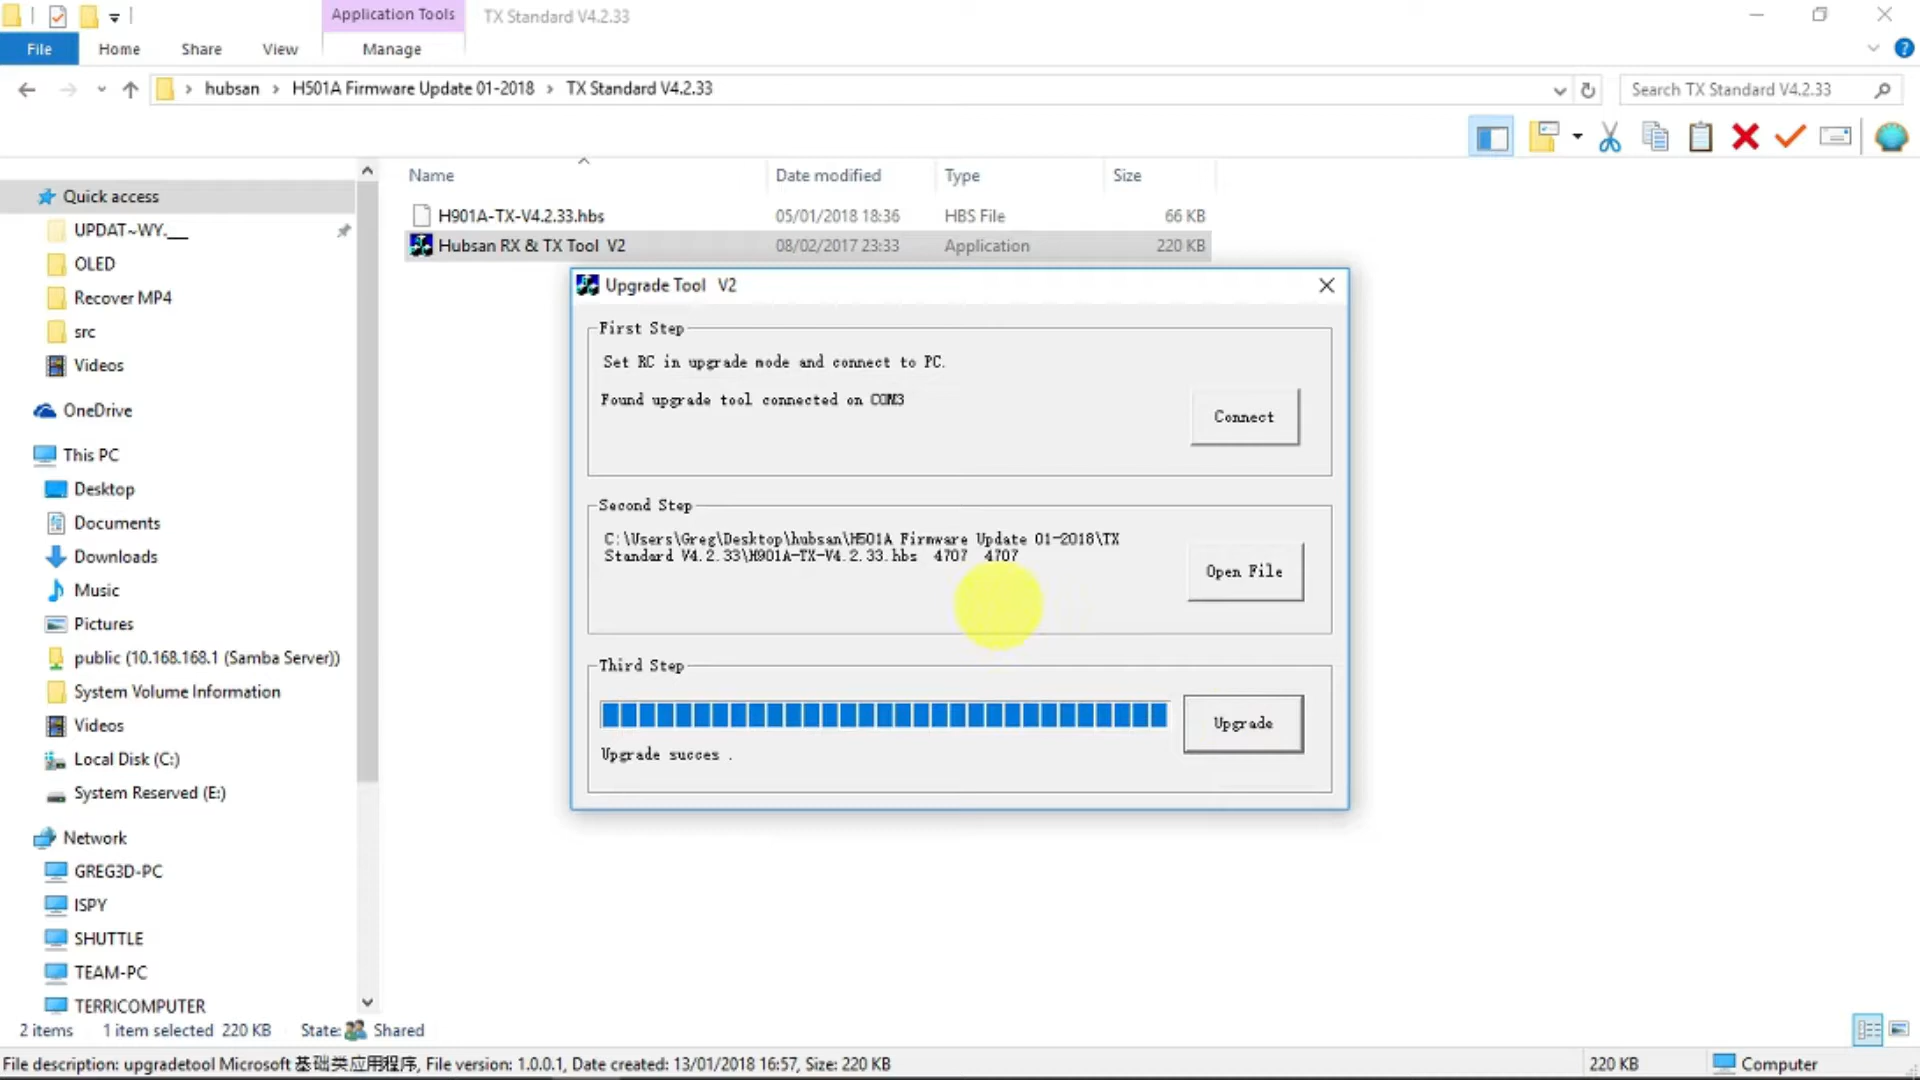 Application Tools
TX Standard V4.2.33
File
Home
Share
View
Manage
hubsan
H501A Firmware Update 01-2018
TX Standard V4.2.33
Search TX Standard V4.2.33
Name
Date modified
Type
Size
H901A-TX-V4.2.33.hbs
05/01/2018 18:36
HBS File
66 KB
Hubsan RX & TX Tool V2
08/02/2017 23:33
Application
220 KB
Quick access
UPDAT~WY.__
OLED
Recover MP4
src
Videos
OneDrive
This PC
Desktop
Documents
Downloads
Music
Pictures
public (10.168.168.1 (Samba Server))
System Volume Information
Videos
Local Disk (C:)
System Reserved (E:)
Network
GREG3D-PC
ISPY
SHUTTLE
TEAM-PC
TERRICOMPUTER
Upgrade Tool V2
First Step
Set RC in upgrade mode and connect to PC.
Found upgrade tool connected on COM3
Connect
Second Step
C:\Users\Greg\Desktop\hubsan\H501A Firmware Update 01-2018\TX
Standard V4.2.33\H901A-TX-V4.2.33.hbs 4707 4707
Open File
Third Step
Upgrade
Upgrade succes .
2 items
1 item selected 220 KB
State: Shared
File description: upgradetool Microsoft 基础类应用程序, File version: 1.0.0.1, Date created: 13/01/2018 16:57, Size: 220 KB
220 KB
Computer